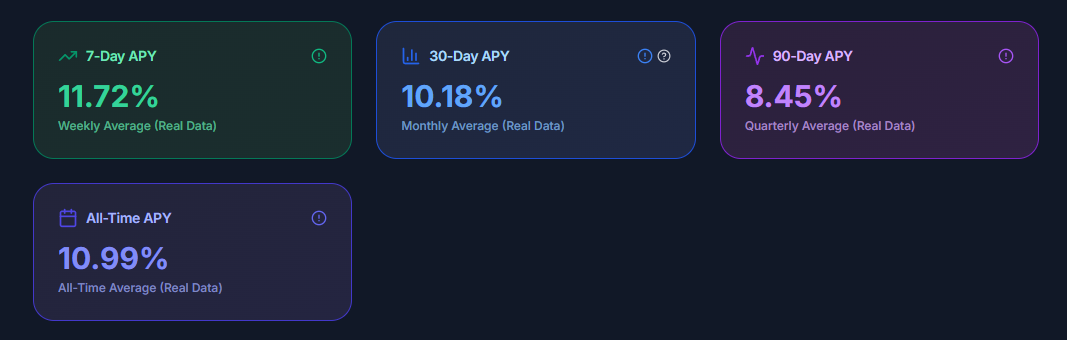 7-Day APY
11.72%
Weekly Average (Real Data)
30-Day APY
10.18%
Monthly Average (Real Data)
90-Day APY
8.45%
Quarterly Average (Real Data)
All-Time APY
10.99%
All-Time Average (Real Data)